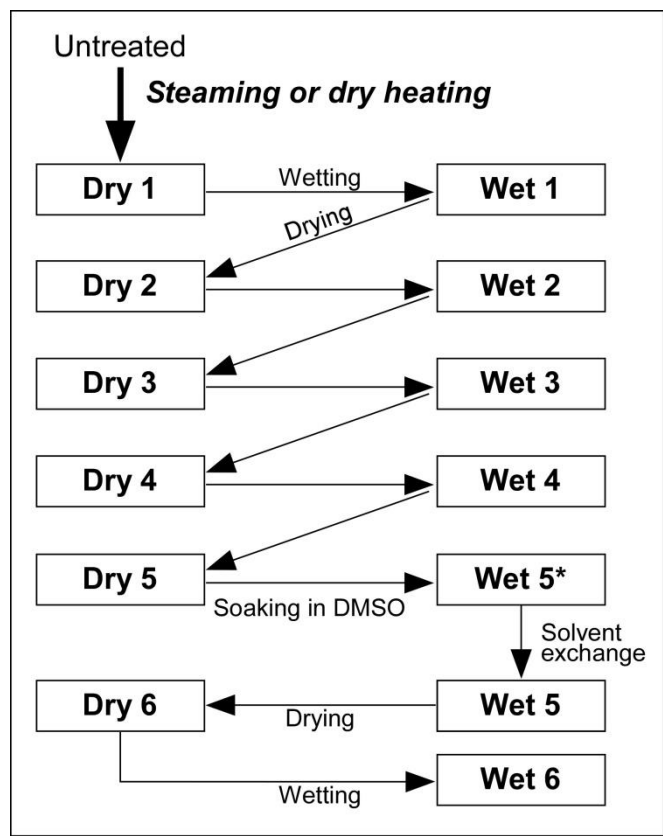 Untreated
Steaming or dry heating
Dry 1
Wetting
Wet 1
Drying
Dry 2
Wet 2
Dry 3
Wet 3
Dry 4
Wet 4
Dry 5
Soaking in DMSO
Wet 5*
Solvent
exchange
Dry 6
Drying
Wet 5
Wetting
Wet 6